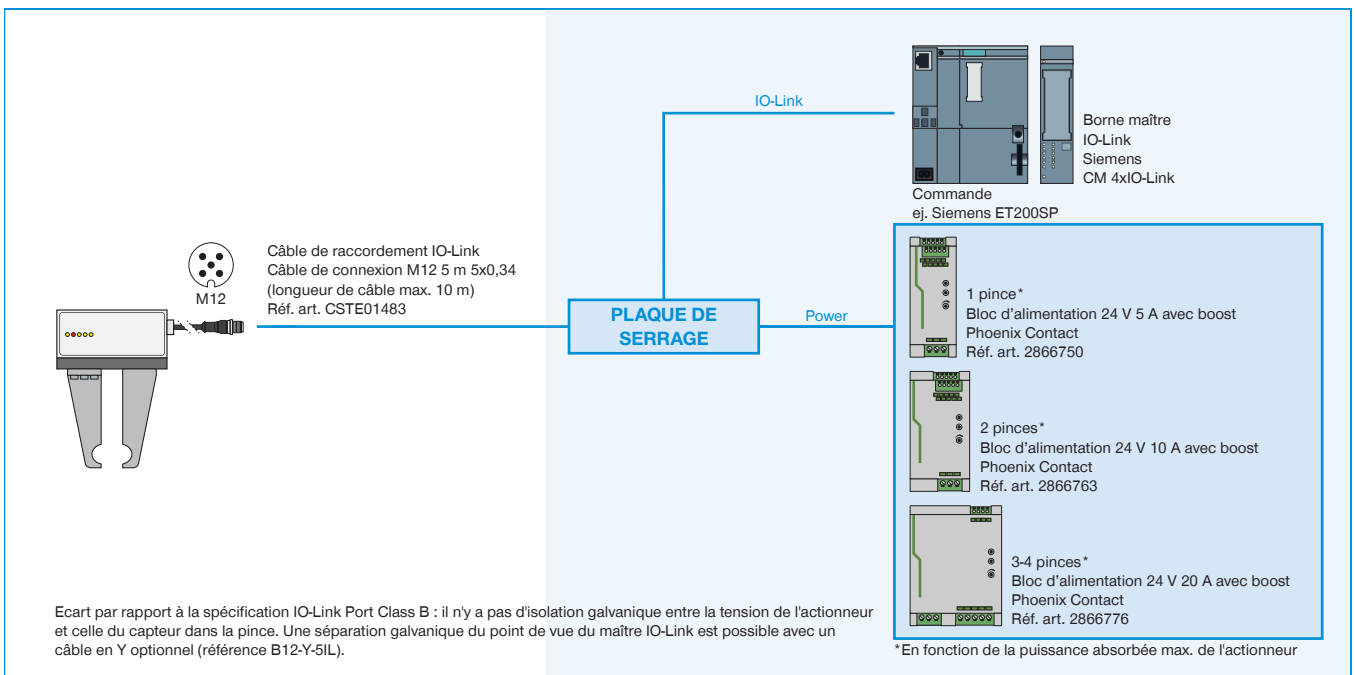 IO-Link
Borne maître
IO-Link
Siemens
CM 4xIO-Link
Commande
ej. Siemens ET200SP
Câble de raccordement IO-Link
Câble de connexion M12 5 m 5x0,34
(longueur de câble max. 10 m)
Réf. art. CSTE01483
M12
PLAQUE DE
SERRAGE
Power
1 pince*
Bloc d’alimentation 24 V 5 A avec boost
Phoenix Contact
Réf. art. 2866750
2 pinces*
Bloc d’alimentation 24 V 10 A avec boost
Phoenix Contact
Réf. art. 2866763
3-4 pinces*
Bloc d’alimentation 24 V 20 A avec boost
Phoenix Contact
Réf. art. 2866776
Ecart par rapport à la spécification IO-Link Port Class B : il n'y a pas d'isolation galvanique entre la tension de l'actionneur
et celle du capteur dans la pince. Une séparation galvanique du point de vue du maître IO-Link est possible avec un
câble en Y optionnel (référence B12-Y-5IL).
*En fonction de la puissance absorbée max. de l'actionneur